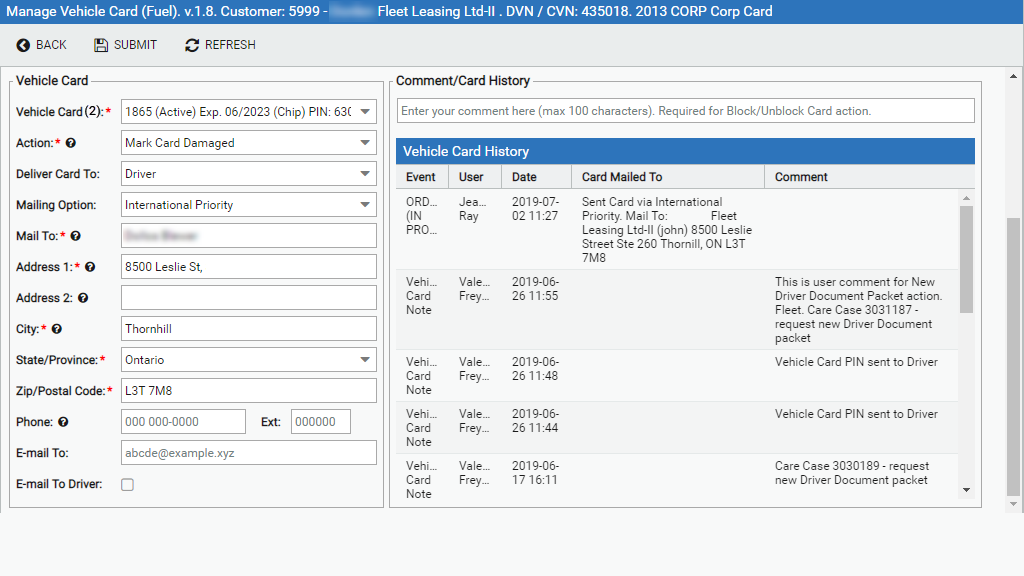 Manage Vehicle Card (Fuel). v.1.8. Customer: 5999 - Fleet Leasing Ltd-II . DVN / CVN: 435018. 2013 CORP Corp Card
BACK SUBMIT REFRESH
Vehicle Card
Vehicle Card(2):* 1865 (Active) Exp. 06/2023 (Chip) PIN: 630
Action:* Mark Card Damaged
Deliver Card To: Driver
Mailing Option: International Priority
Mail To:*
Address 1:* 8500 Leslie St,
Address 2:
City:* Thornhill
State/Province:* Ontario
Zip/Postal Code:* L3T 7M8
Phone: 000 000-0000 Ext: 000000
E-mail To: abcde@example.xyz
E-mail To Driver:
Comment/Card History
Enter your comment here (max 100 characters). Required for Block/Unblock Card action.
Vehicle Card History
Event User Date Card Mailed To Comment
ORD... Jea... 2019-07- Sent Card via International
(IN Ray 02 11:27 Priority. Mail To: Fleet
PRO... Leasing Ltd-II (john) 8500 Leslie
Street Ste 260 Thornill, ON L3T
7M8
Vehi... Vale... 2019-06- This is user comment for New
Card Frey... 26 11:55 Driver Document Packet action.
Note Fleet. Care Case 3031187 -
request new Driver Document
packet
Vehi... Vale... 2019-06- Vehicle Card PIN sent to Driver
Card Frey... 26 11:48
Note
Vehi... Vale... 2019-06- Vehicle Card PIN sent to Driver
Card Frey... 26 11:44
Note
Vehi... Vale... 2019-06- Care Case 3030189 - request
Card Frey... 17 16:11 new Driver Document packet
Note